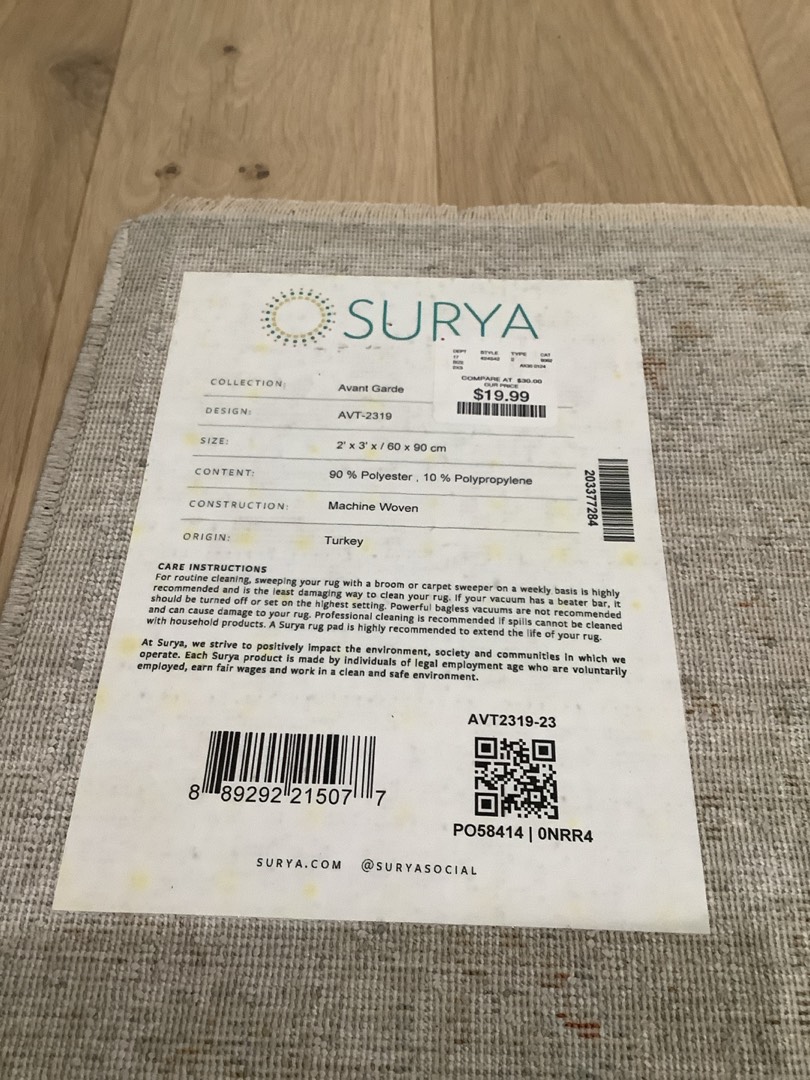 SURYA
DEPT STYLE TYPE CAT
17 2
SIZE
COMPARE AT $30.00
OUR PRICE
$19.99
COLLECTION: Avant Garde
DESIGN: AVT-2319
SIZE: 2' x 3' x / 60 x 90 cm
CONTENT: 90 % Polyester , 10 % Polypropylene
CONSTRUCTION: Machine Woven
ORIGIN: Turkey
203377284
CARE INSTRUCTIONS
For routine cleaning, sweeping your rug with a broom or carpet sweeper on a weekly basis is highly
recommended and is the least damaging way to clean your rug. If your vacuum has a beater bar, it
should be turned off or set on the highest setting. Powerful bagless vacuums are not recommended
and can cause damage to your rug. Professional cleaning is recommended if spills cannot be cleaned
with household products. A Surya rug pad is highly recommended to extend the life of your rug.
At Surya, we strive to positively impact the environment, society and communities in which we
operate. Each Surya product is made by individuals of legal employment age who are voluntarily
employed, earn fair wages and work in a clean and safe environment.
AVT2319-23
8 89292 21507 7
PO58414 | 0NRR4
SURYA.COM @SURYASOCIAL